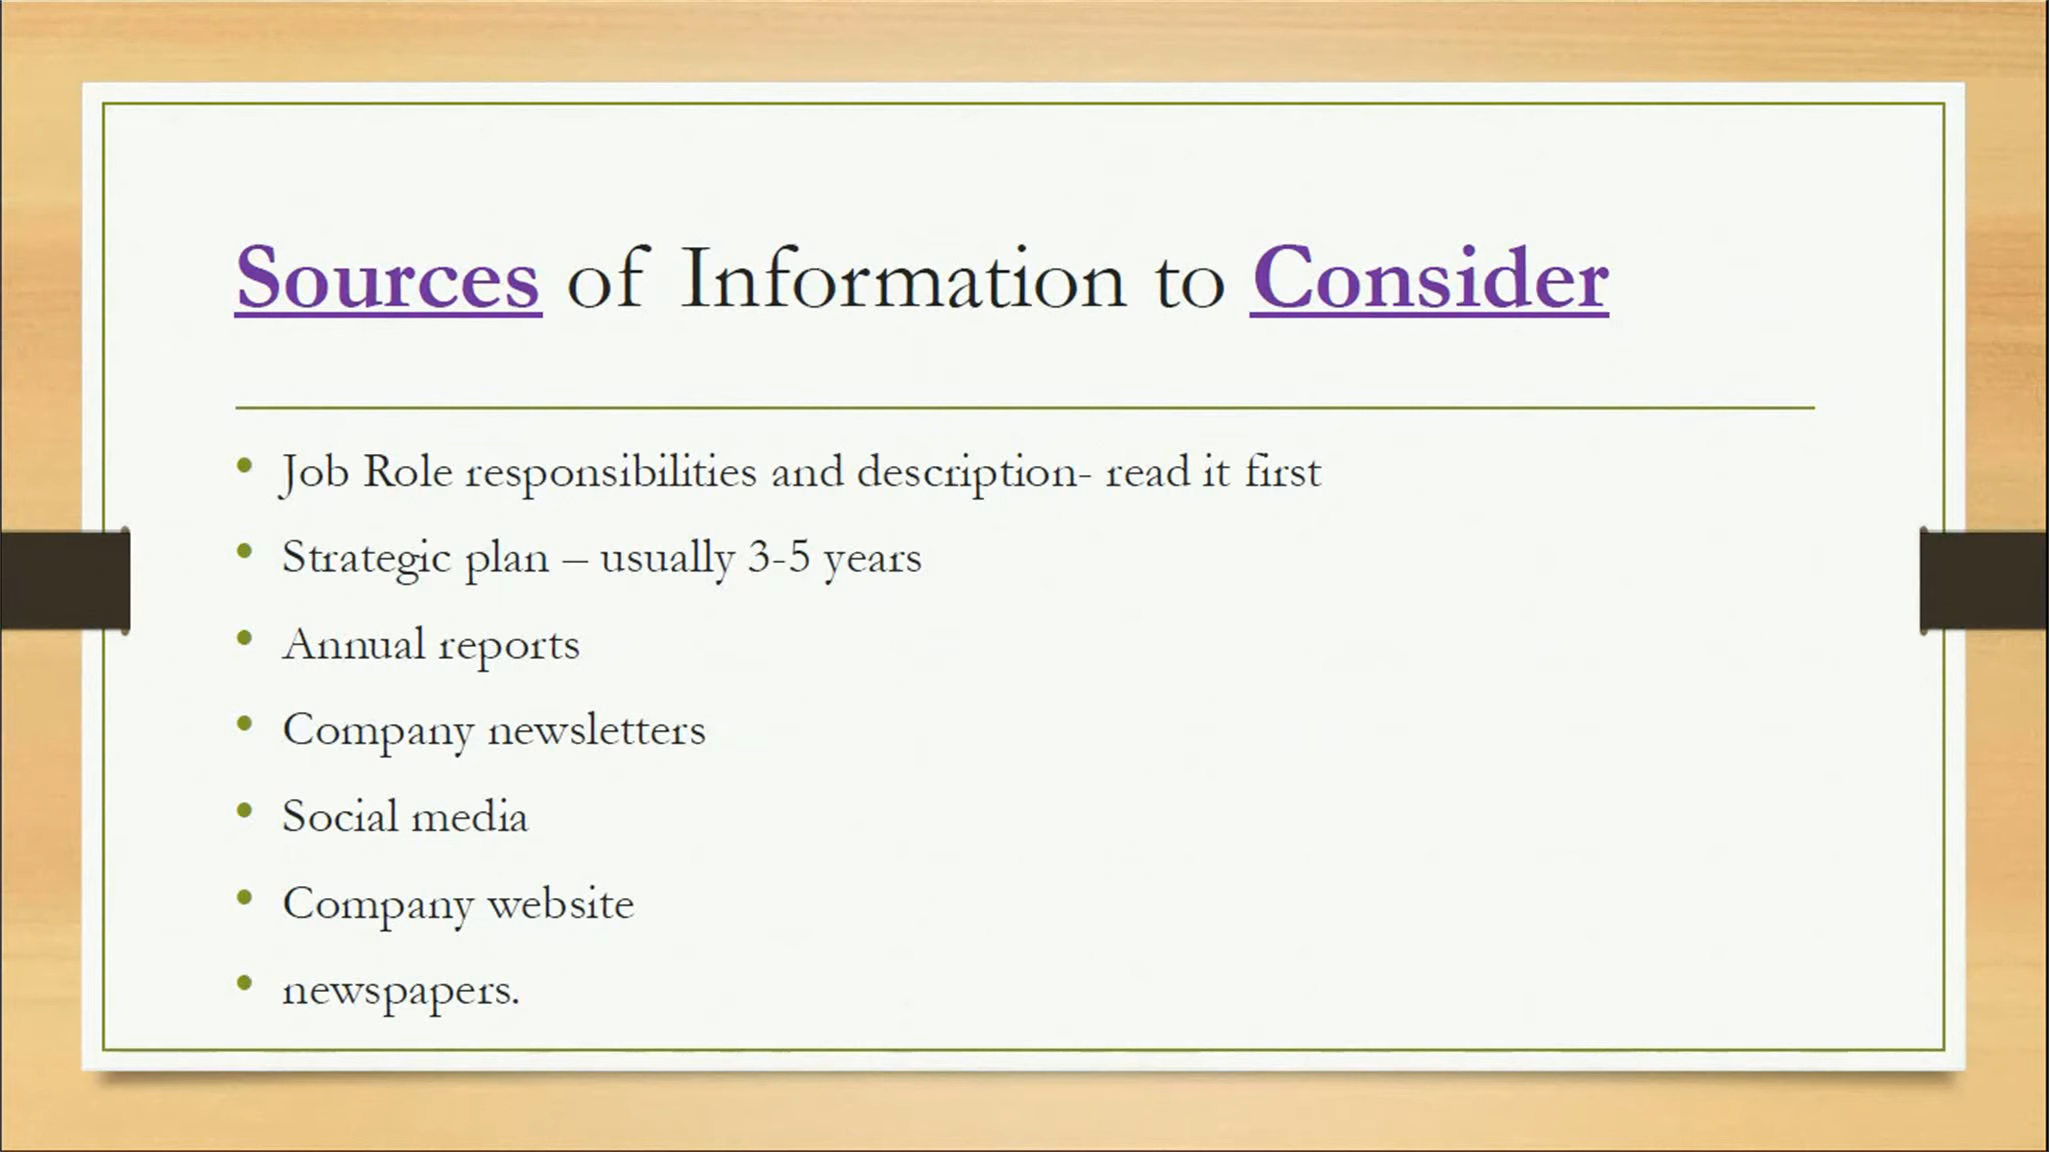 Sources of Information to Consider
• Job Role responsibilities and description- read it first
• Strategic plan – usually 3-5 years
• Annual reports
• Company newsletters
• Social media
• Company website
• newspapers.